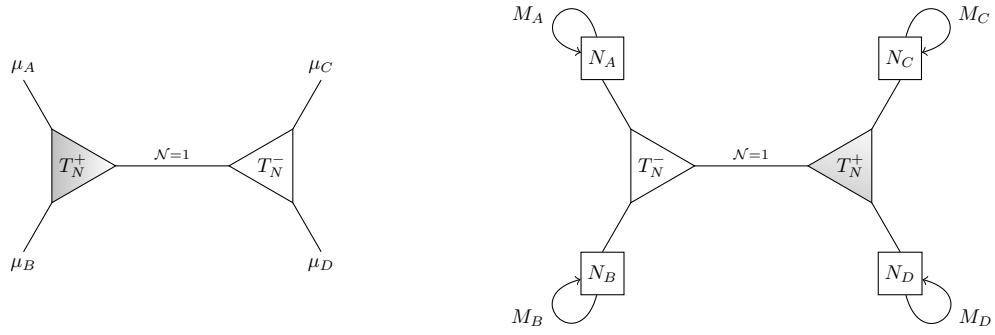 μ_A μ_C
T_N^+ 𝒩=1 T_N^-
μ_B μ_D
M_A M_C
N_A N_C
T_N^- 𝒩=1 T_N^+
N_B N_D
M_B M_D